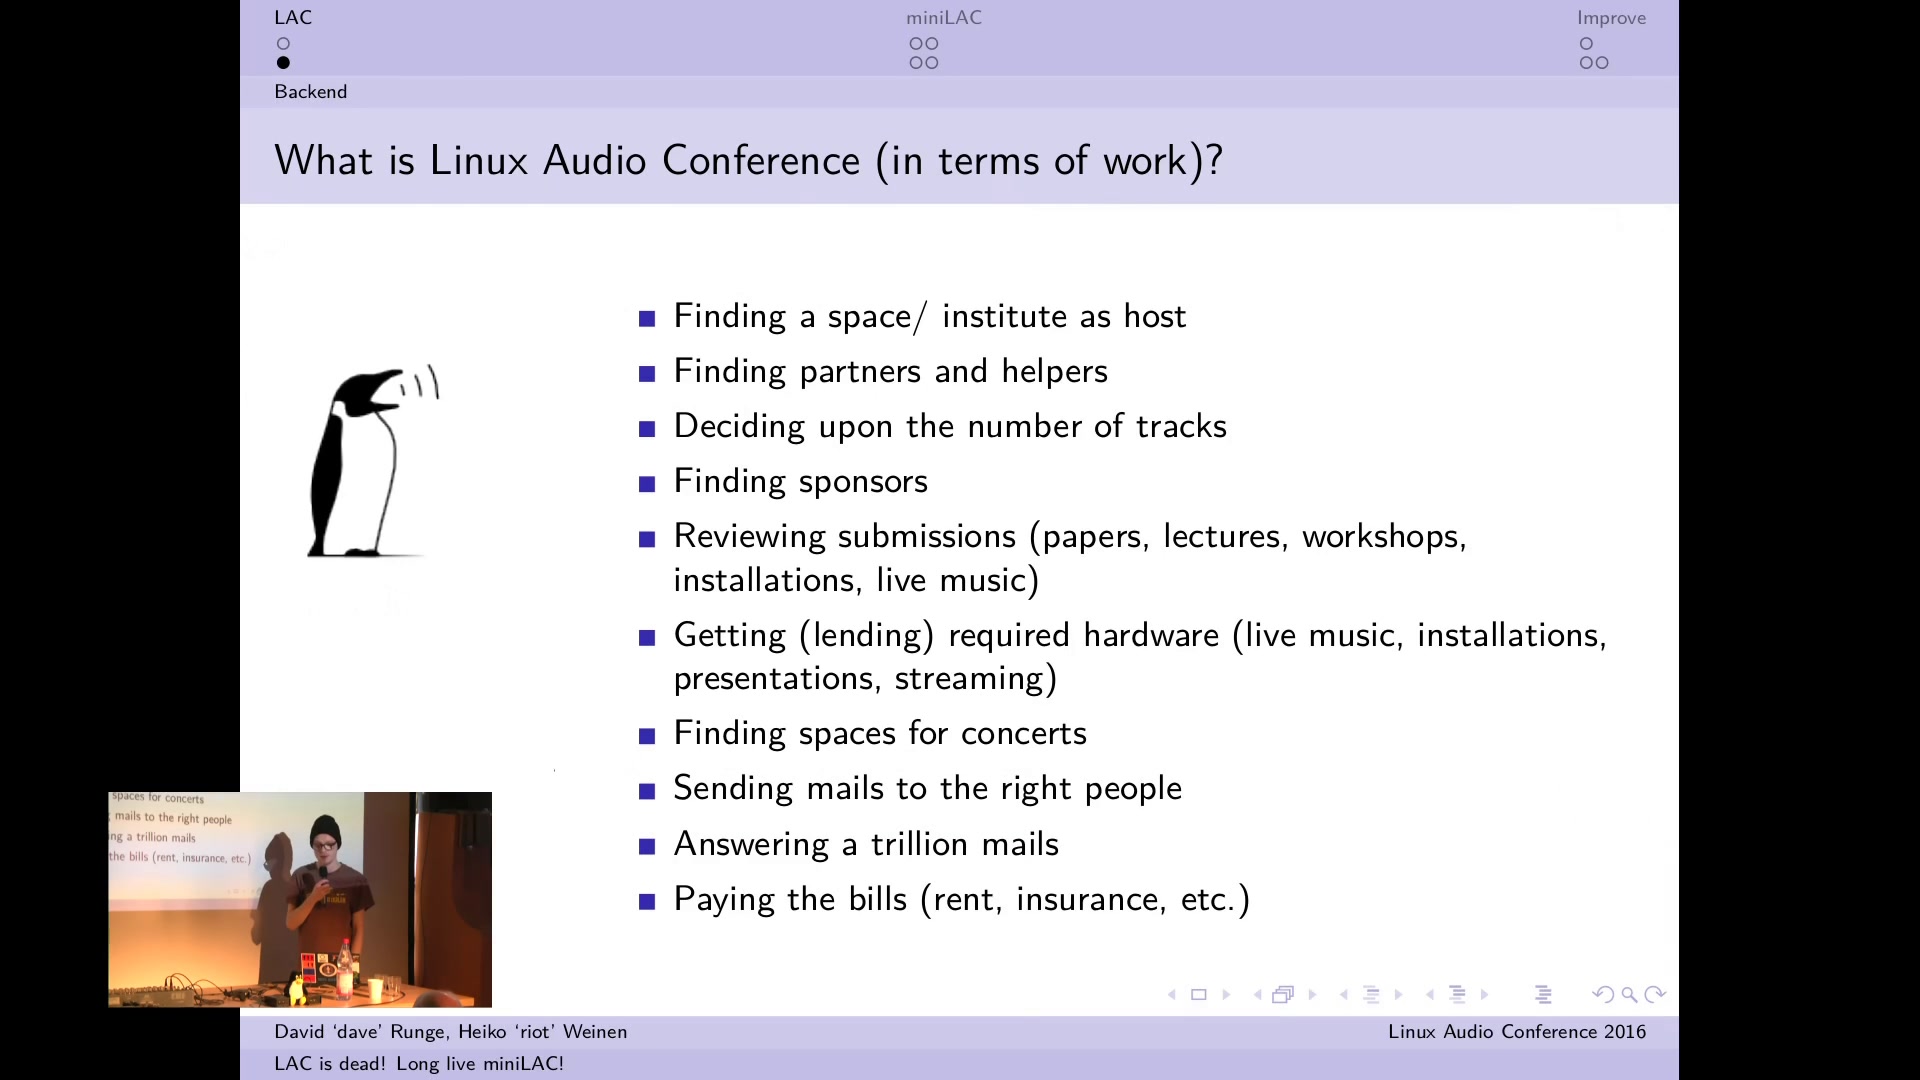 LAC
miniLAC
Improve
Backend
What is Linux Audio Conference (in terms of work)?
Finding a space/ institute as host
Finding partners and helpers
Deciding upon the number of tracks
Finding sponsors
Reviewing submissions (papers, lectures, workshops,
installations, live music)
Getting (lending) required hardware (live music, installations,
presentations, streaming)
Finding spaces for concerts
Sending mails to the right people
Answering a trillion mails
Paying the bills (rent, insurance, etc.)
spaces for concerts
mails to the right people
ng a trillion mails
the bills (rent, insurance, etc.)
David ‘dave’ Runge, Heiko ‘riot’ Weinen
Linux Audio Conference 2016
LAC is dead! Long live miniLAC!